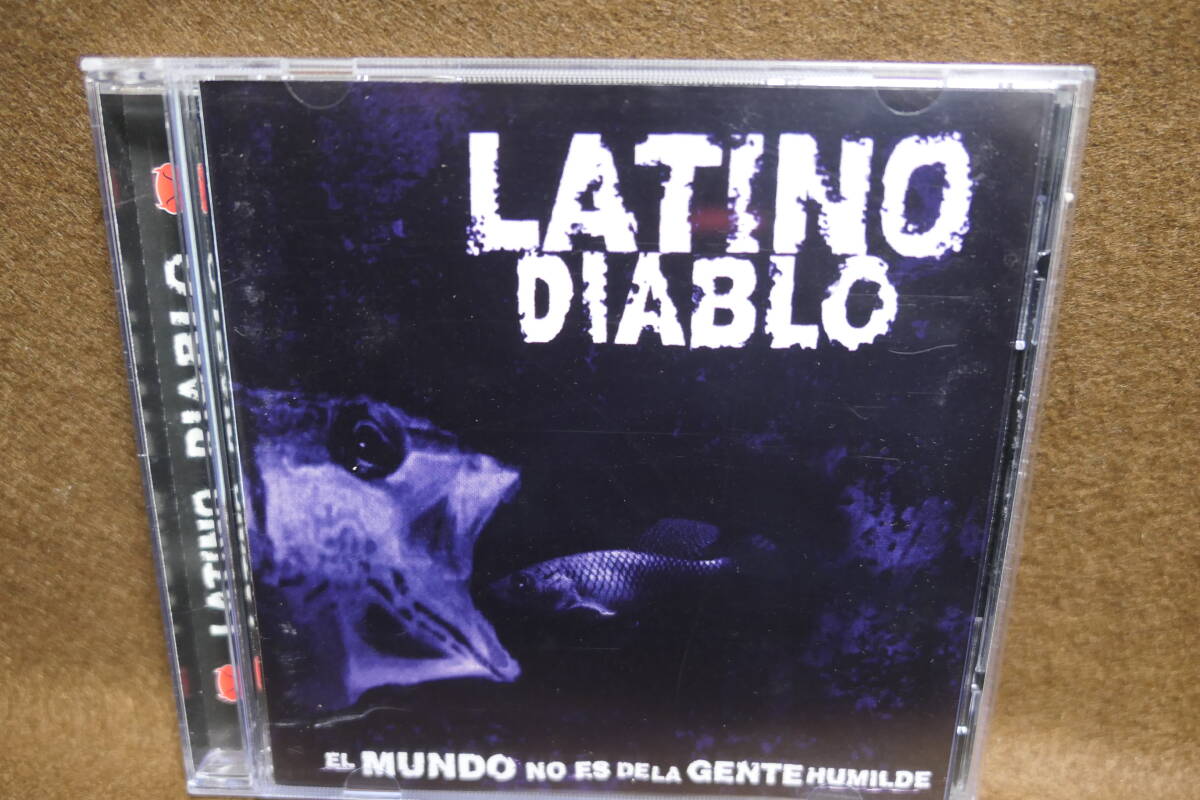 LATINO
DIABLO
EL MUNDO NO ES DE LA GENTE HUMILDE
LATINO DIABLO